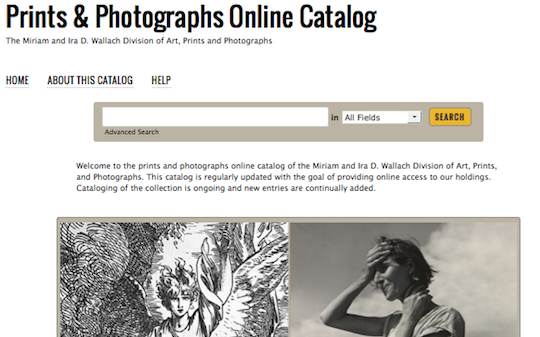 Prints & Photographs Online Catalog
The Miriam and Ira D. Wallach Division of Art, Prints and Photographs
HOME ABOUT THIS CATALOG HELP
in All Fields SEARCH
Advanced Search
Welcome to the prints and photographs online catalog of the Miriam and Ira D. Wallach Division of Art, Prints,
and Photographs. This catalog is regularly updated with the goal of providing online access to our holdings.
Cataloging of the collection is ongoing and new entries are continually added.